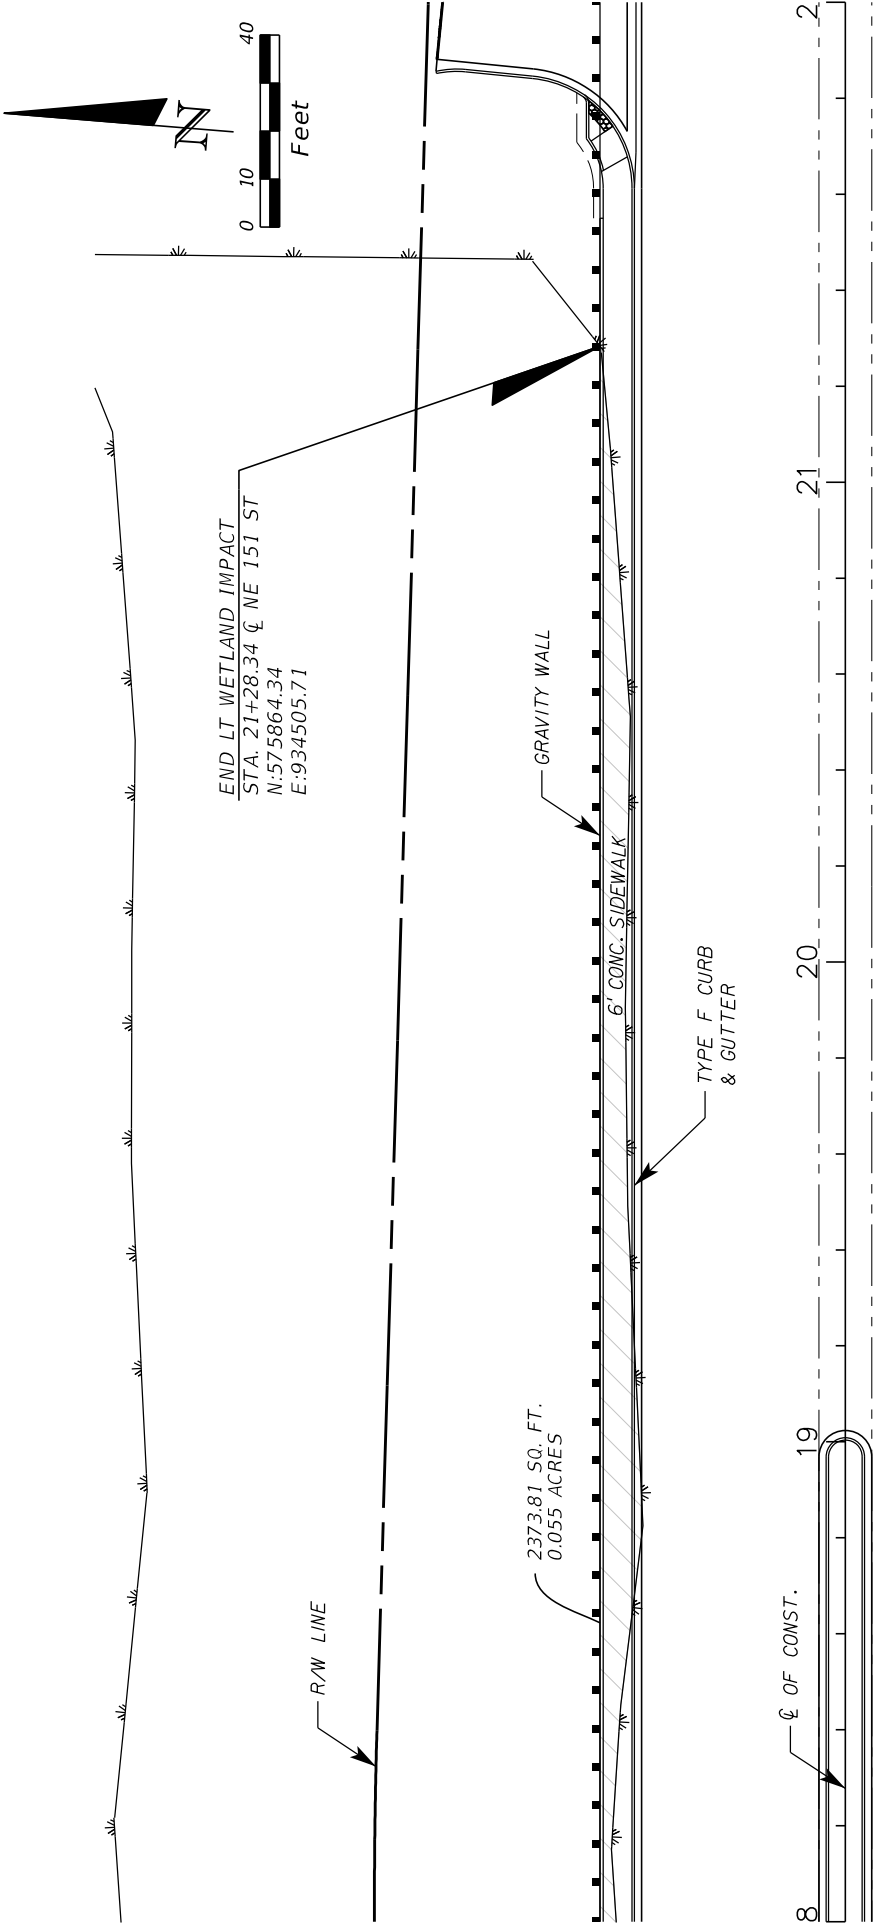 0
10
40
Feet
N
END LT WETLAND IMPACT
STA. 21+28.34 ℄ NE 151 ST
N:575864.34
E:934505.71
GRAVITY WALL
6' CONC. SIDEWALK
TYPE F CURB
& GUTTER
2373.81 SQ. FT.
0.055 ACRES
R/W LINE
℄ OF CONST.
8
19
20
21
2